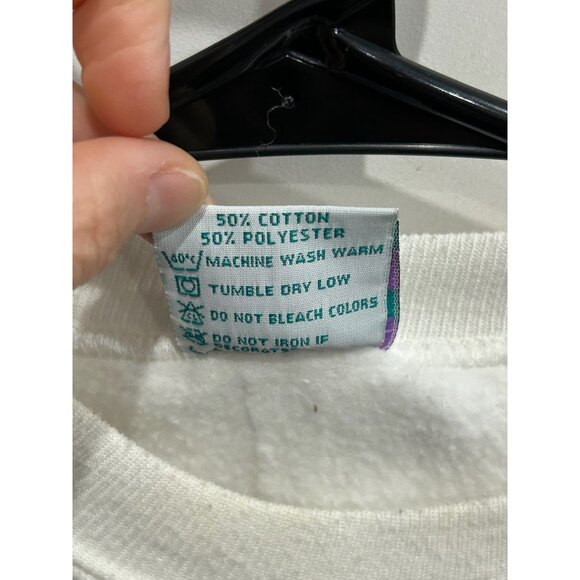 50% COTTON
50% POLYESTER
40°C MACHINE WASH WARM
TUMBLE DRY LOW
DO NOT BLEACH COLORS
DO NOT IRON IF